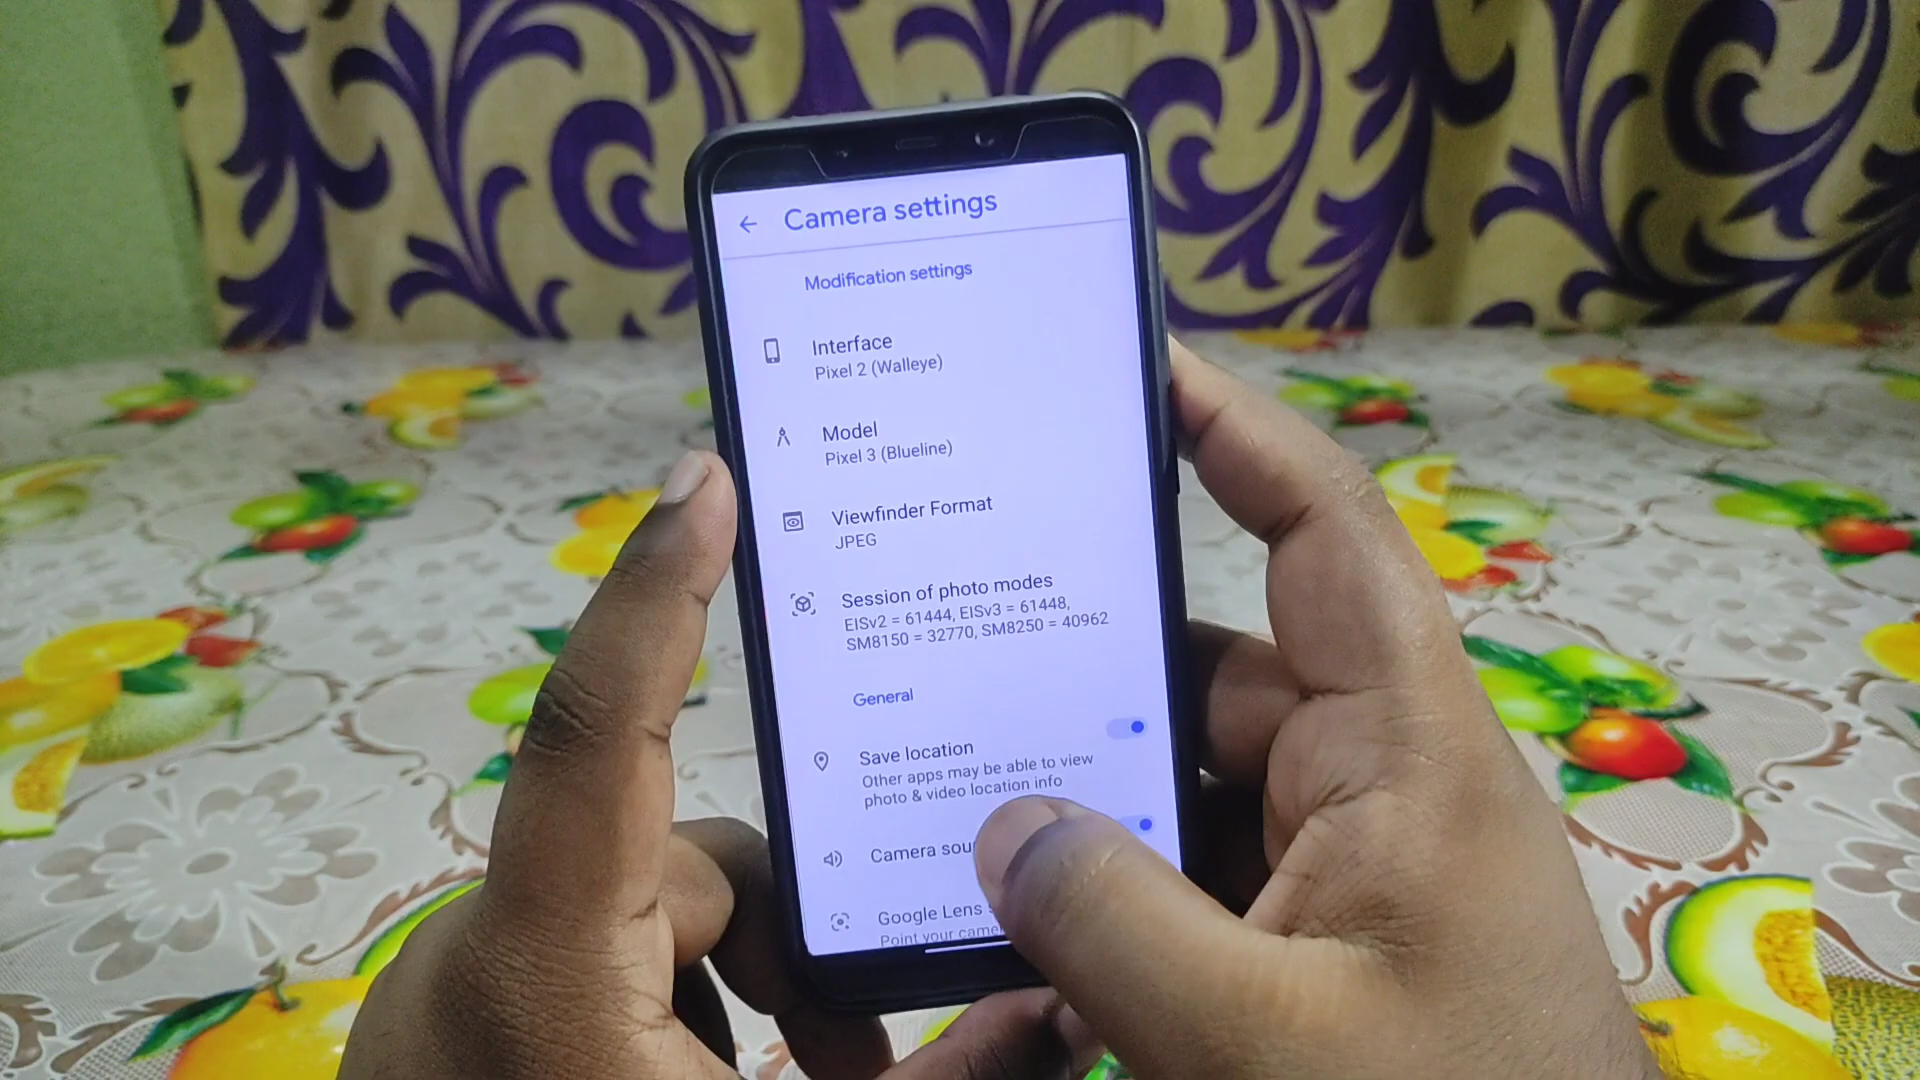 Camera settings
Modification settings
Interface
Pixel 2 (Walleye)
Model
Pixel 3 (Blueline)
Viewfinder Format
JPEG
Session of photo modes
EISv2 = 61444, EISv3 = 61448,
SM8150 = 32770, SM8250 = 40962
General
Save location
Other apps may be able to view
photo & video location info
Camera
Google Lens
Point your